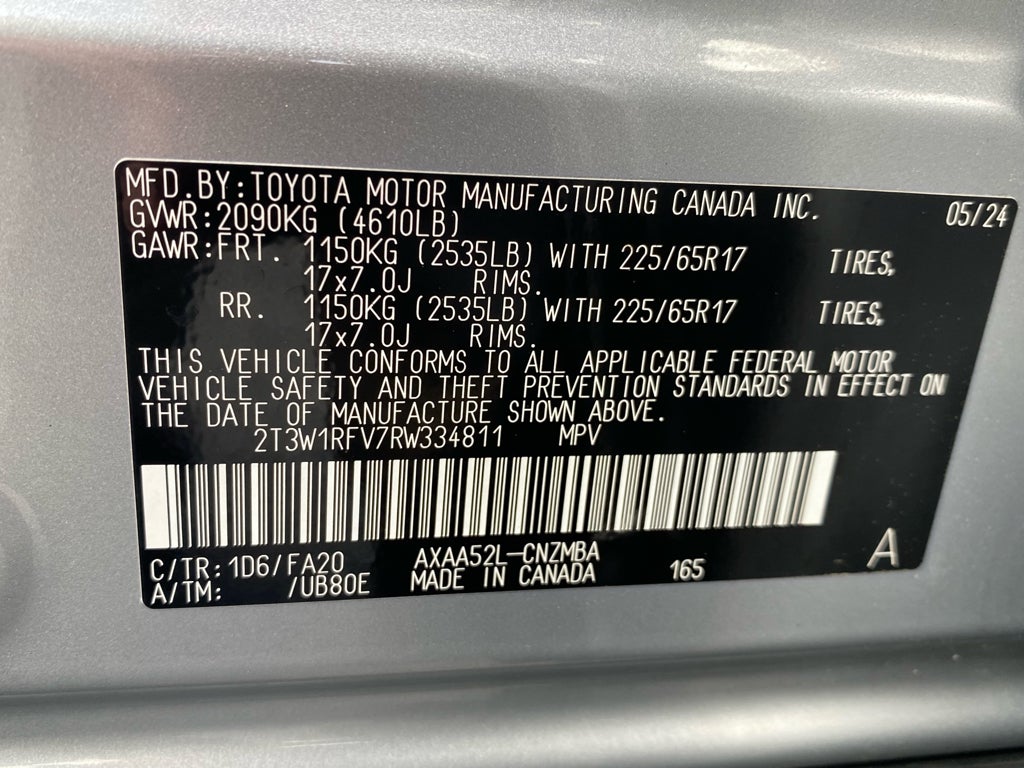 MFD.BY:TOYOTA MOTOR MANUFACTURING CANADA INC. 05/24
GVWR:2090KG (4610LB)
GAWR:FRT. 1150KG (2535LB) WITH 225/65R17 TIRES,
17x7.0J RIMS.
RR. 1150KG (2535LB) WITH 225/65R17 TIRES,
17x7.0J RIMS.
THIS VEHICLE CONFORMS TO ALL APPLICABLE FEDERAL MOTOR
VEHICLE SAFETY AND THEFT PREVENTION STANDARDS IN EFFECT ON
THE DATE OF MANUFACTURE SHOWN ABOVE.
2T3W1RFV7RW334811 MPV
C/TR:1D6/FA20 AXAA52L-CNZMBA
A/TM: /UB80E MADE IN CANADA 165 A